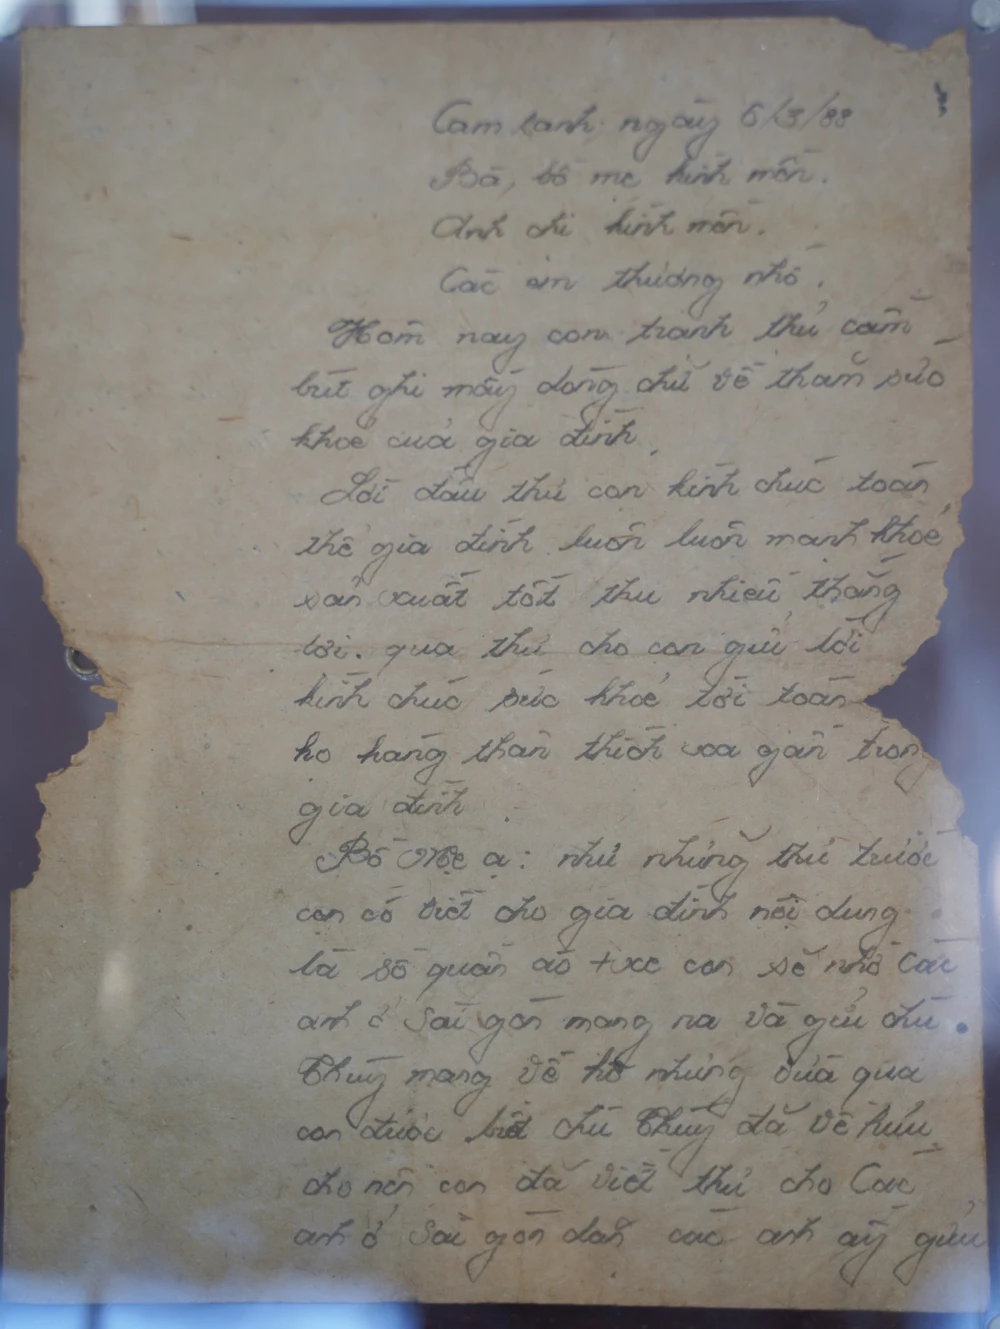 Cam ranh, ngày 6/3/88
Bà, bố mẹ kính mến.
Anh chị kính mến.
Các em thương nhớ.
Hôm nay con tranh thủ cầm
bút ghi mấy dòng chữ về thăm sức
khoẻ của gia đình.
Lời đầu thư con kính chúc toàn
thể gia đình luôn luôn mạnh khoẻ
sản xuất tốt thu nhiều thắng
lợi. qua thư cho con gửi lời
kính chúc sức khoẻ tới toàn
họ hàng thân thích xa gần trong
gia đình.
Bố Mẹ ạ: như những thư trước
con có viết cho gia đình nội dung
là số quần áo + xe con sẽ nhờ Các
anh ở Sài gòn mang ra và gửi chú
Thuỷ mang về hộ nhưng vừa qua
con được biết chú Thuỷ đã về hưu
cho nên con đã viết thư cho Các
anh ở Sài gòn dặn các anh ấy gửi